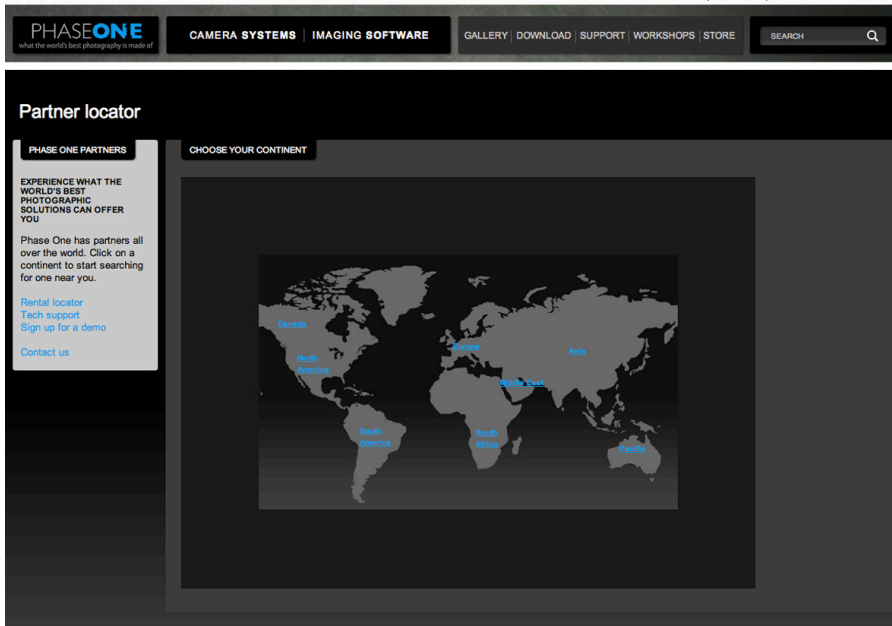 PHASEONE
what the world's best photography is made of
CAMERA SYSTEMS | IMAGING SOFTWARE
GALLERY | DOWNLOAD | SUPPORT | WORKSHOPS | STORE
SEARCH
Partner locator
PHASE ONE PARTNERS
EXPERIENCE WHAT THE
WORLD'S BEST
PHOTOGRAPHIC
SOLUTIONS CAN OFFER
YOU
Phase One has partners all
over the world. Click on a
continent to start searching
for one near you.
Rental locator
Tech support
Sign up for a demo
Contact us
CHOOSE YOUR CONTINENT
Canada
North
America
Europe
Asia
Middle East
South
America
South
Africa
Pacific